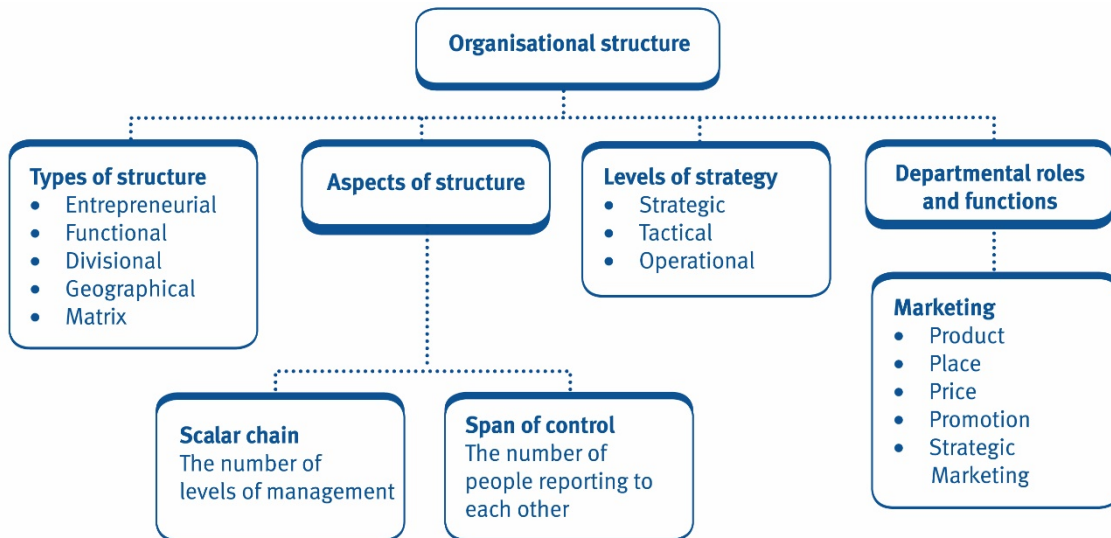 Organisational structure
Types of structure
• Entrepreneurial
• Functional
• Divisional
• Geographical
• Matrix
Aspects of structure
Levels of strategy
• Strategic
• Tactical
• Operational
Departmental roles
and functions
Scalar chain
The number of
levels of management
Span of control
The number of
people reporting to
each other
Marketing
• Product
• Place
• Price
• Promotion
• Strategic
Marketing